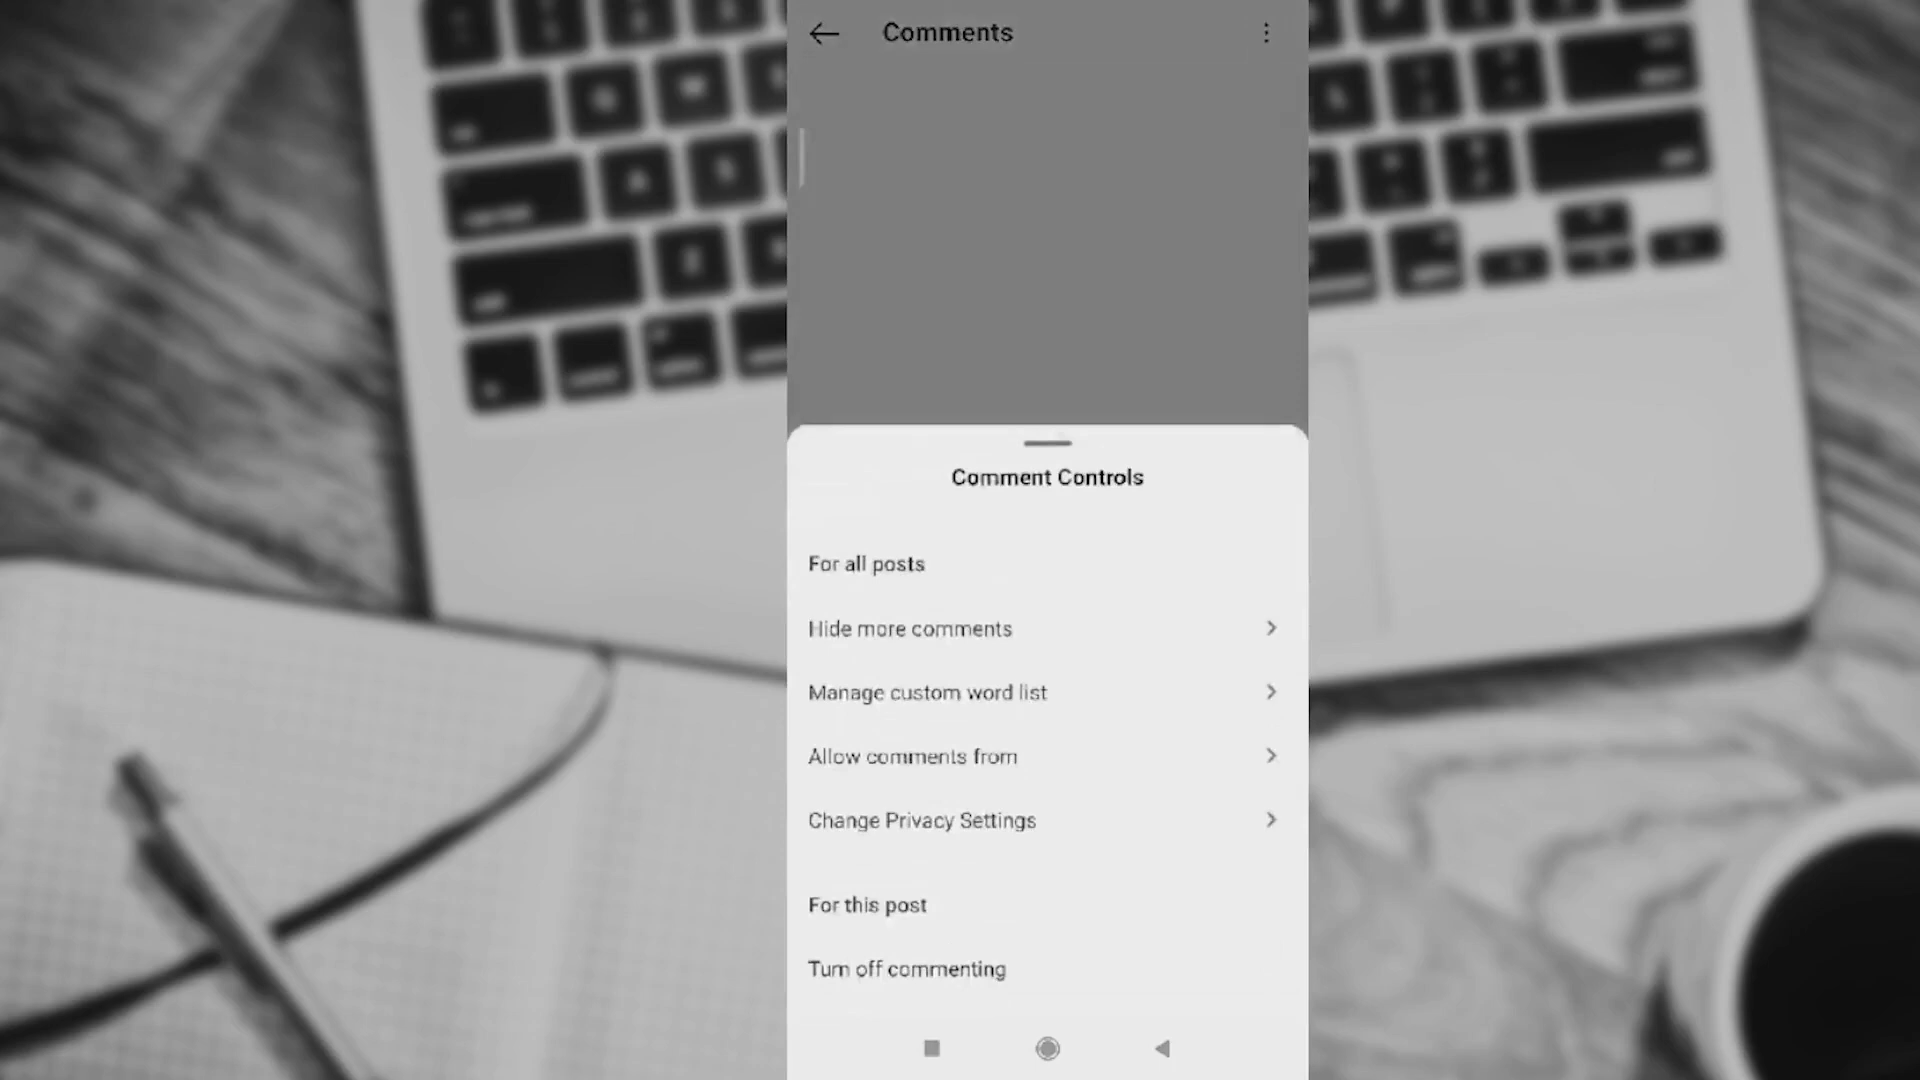 Comments
Comment Controls
For all posts
Hide more comments
Manage custom word list
Allow comments from
Change Privacy Settings
For this post
Turn off commenting